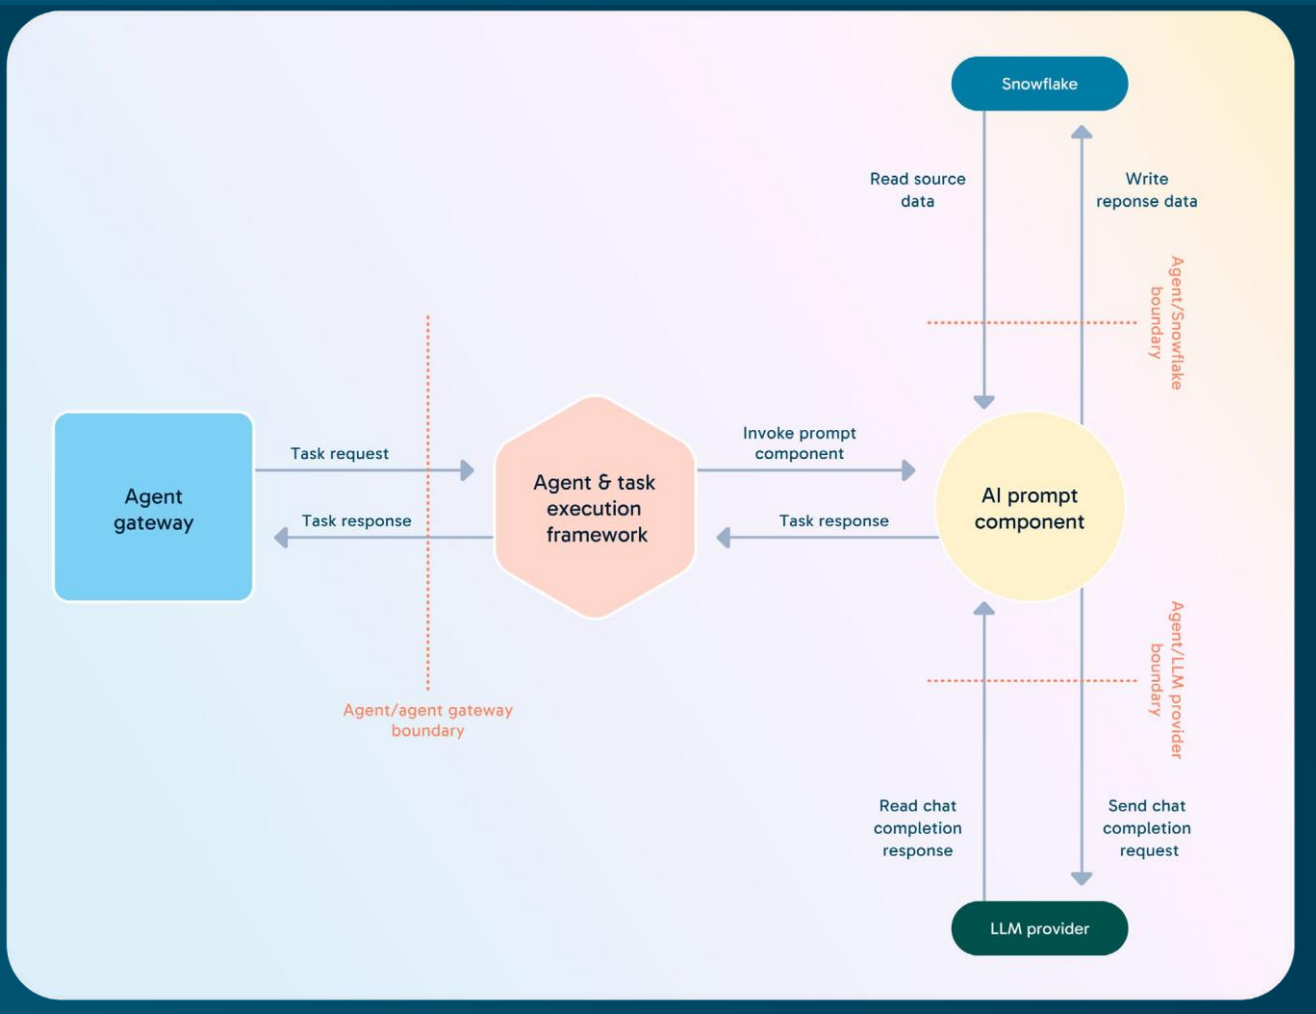 Snowflake
Read source
data
Write
reponse data
Agent/Snowflake
boundary
Agent
gateway
Task request
Task response
Agent/agent gateway
boundary
Agent & task
execution
framework
Invoke prompt
component
Task response
AI prompt
component
Agent/LLM provider
boundary
Read chat
completion
response
Send chat
completion
request
LLM provider